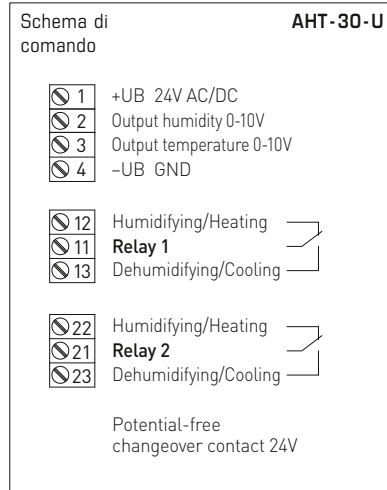 Schema di comando AHT-30-U
1 +UB 24V AC/DC
2 Output humidity 0-10V
3 Output temperature 0-10V
4 –UB GND
12 Humidifying/Heating
11 Relay 1
13 Dehumidifying/Cooling
22 Humidifying/Heating
21 Relay 2
23 Dehumidifying/Cooling
Potential-free
changeover contact 24V